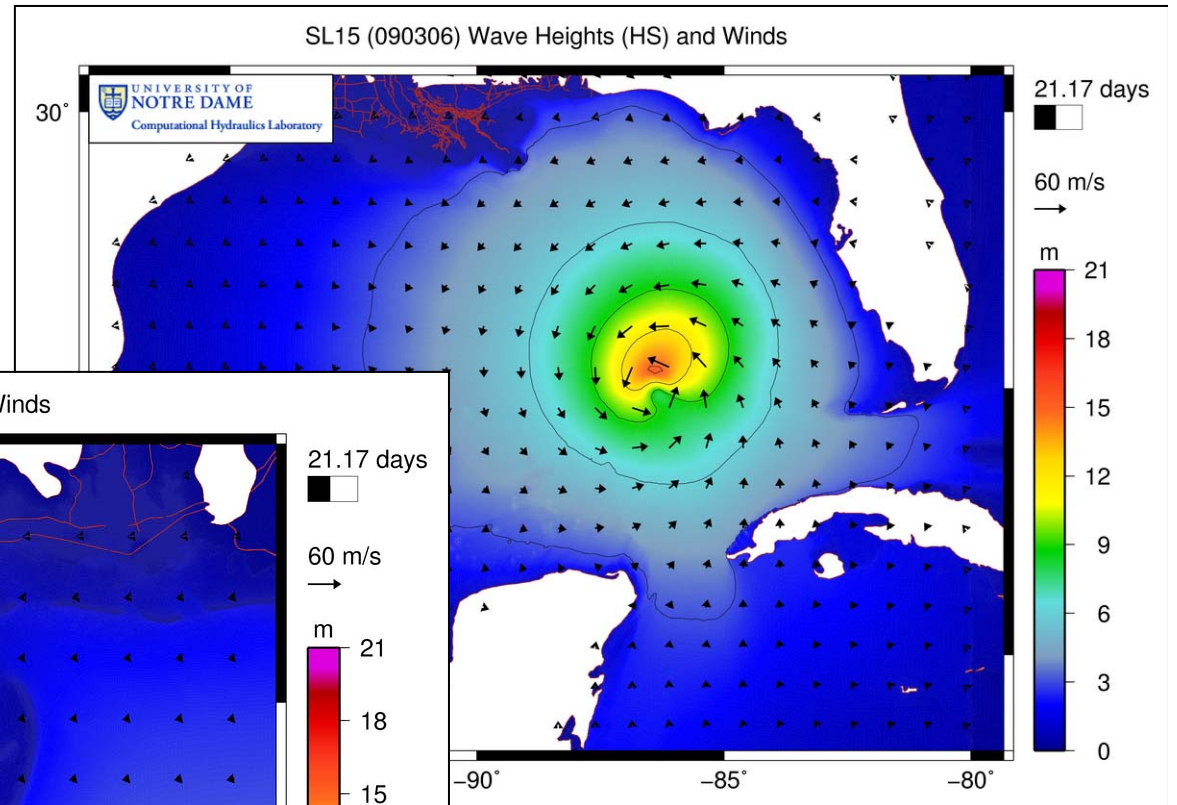 SL15 (090306) Wave Heights (HS) and Winds
UNIVERSITY OF
NOTRE DAME
Computational Hydraulics Laboratory
30°
21.17 days
60 m/s
m
21
18
15
12
9
6
3
0
−90°
−85°
−80°
Winds
21.17 days
60 m/s
m
21
18
15